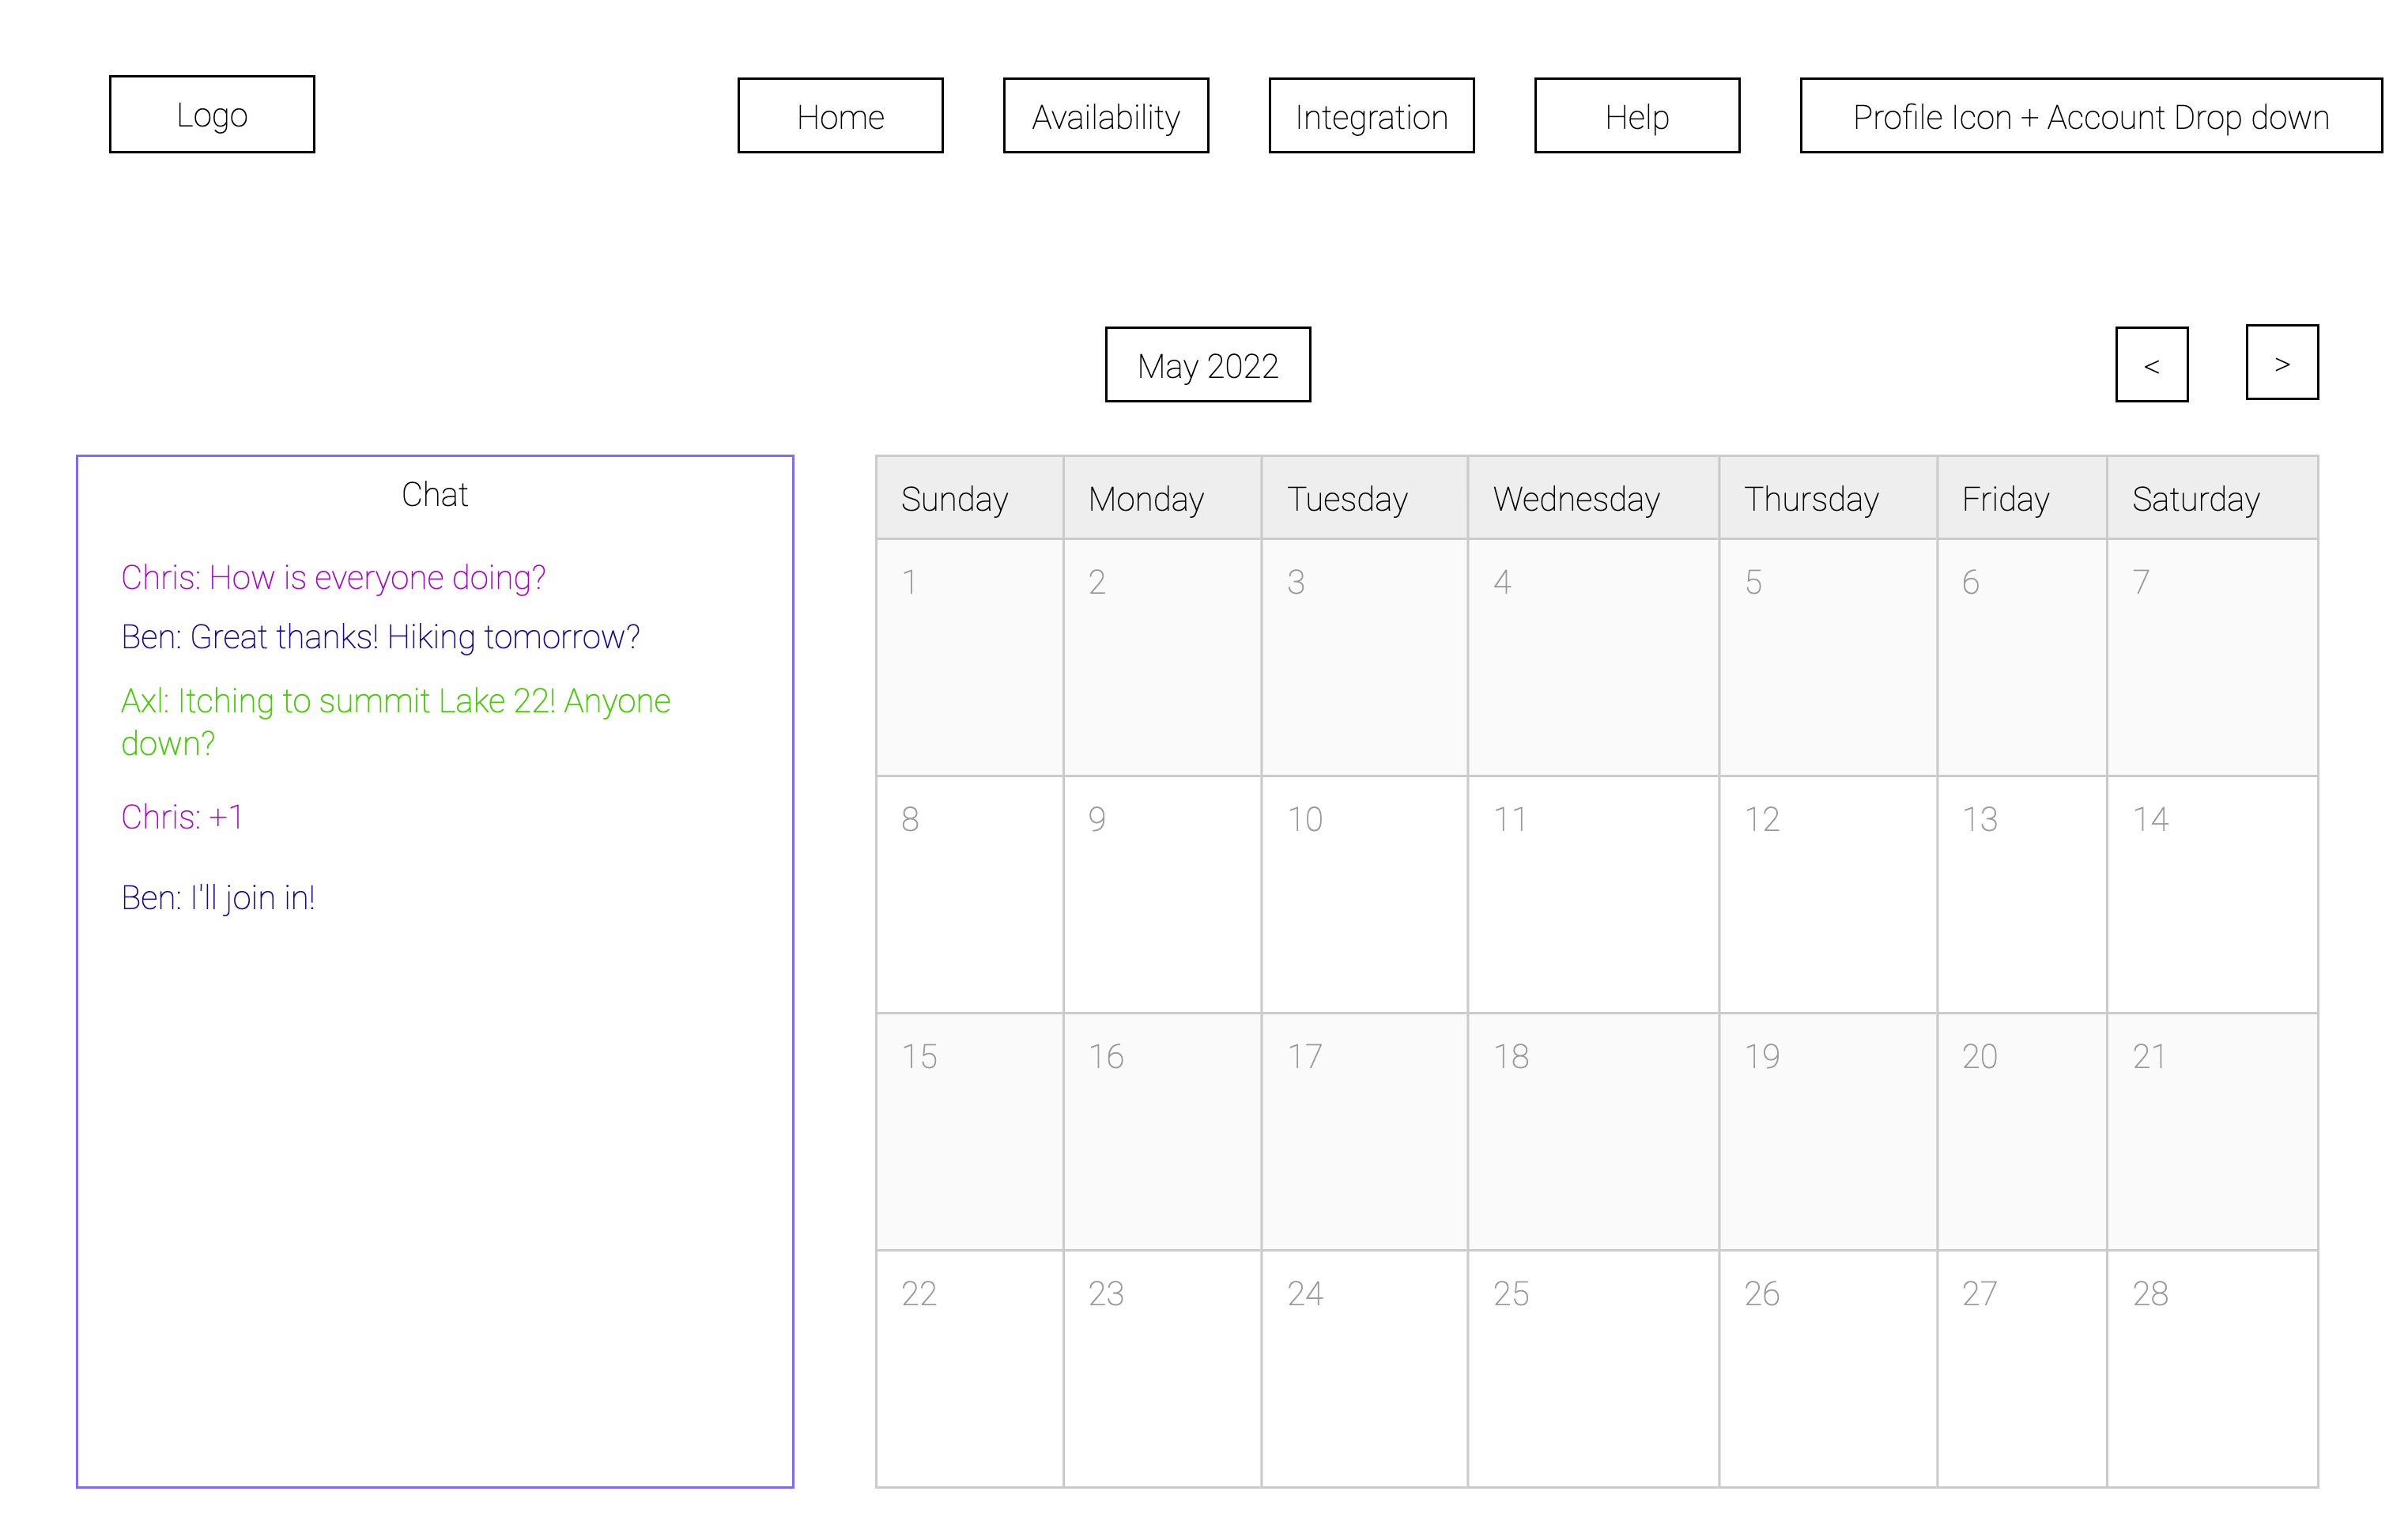 Logo
Home
Availability
Integration
Help
Profile Icon + Account Drop down
May 2022
<
>
Chat
Chris: How is everyone doing?
Ben: Great thanks! Hiking tomorrow?
Axl: Itching to summit Lake 22! Anyone
down?
Chris: +1
Ben: I'll join in!
Sunday Monday Tuesday Wednesday Thursday Friday Saturday
1 2 3 4 5 6 7
8 9 10 11 12 13 14
15 16 17 18 19 20 21
22 23 24 25 26 27 28